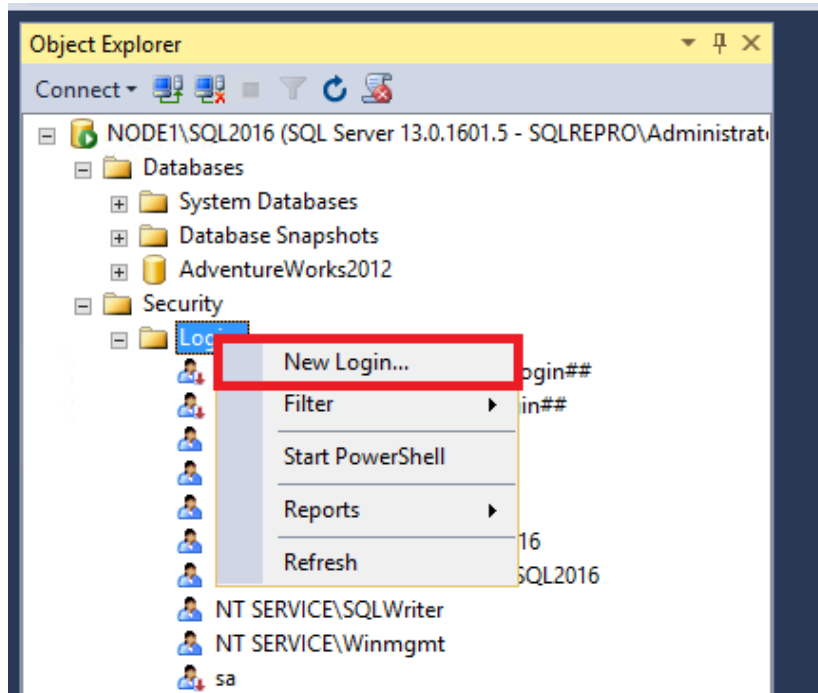 Object Explorer
Connect
NODE1\SQL2016 (SQL Server 13.0.1601.5 - SQLREPRO\Administrat
Databases
System Databases
Database Snapshots
AdventureWorks2012
Security
Login
New Login...
ogin##
Filter
in##
Start PowerShell
Reports
16
Refresh
SQL2016
NT SERVICE\SQLWriter
NT SERVICE\Winmgmt
sa